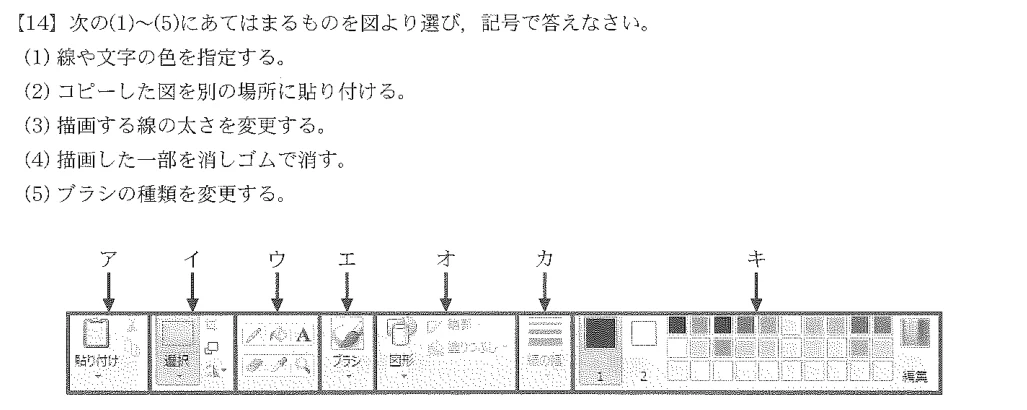 【14】次の(1)～(5)にあてはまるものを図より選び，記号で答えなさい。
(1) 線や文字の色を指定する。
(2) コピーした図を別の場所に貼り付ける。
(3) 描画する線の太さを変更する。
(4) 描画した一部を消しゴムで消す。
(5) ブラシの種類を変更する。
ア イ ウ エ オ カ キ
貼り付け 選択 A ブラシ 図形 輪郭 塗りつぶし 線の幅 1 2 編集